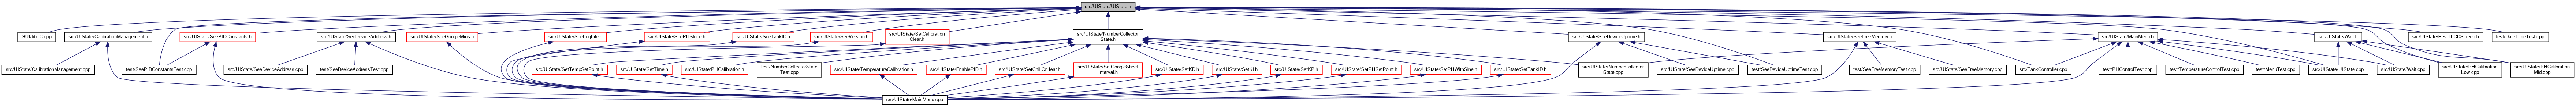 src/UIState/UIState.h
GUI/libTC.cpp
src/UIState/CalibrationManagement.h
src/UIState/SeePIDConstants.h
src/UIState/SeeDeviceAddress.h
src/UIState/SeeGoogleMins.h
src/UIState/SeeLogFile.h
src/UIState/SeePHSlope.h
src/UIState/SeeTankID.h
src/UIState/SeeVersion.h
src/UIState/SetCalibration
Clear.h
src/UIState/NumberCollector
State.h
src/UIState/SeeDeviceUptime.h
src/UIState/SeeFreeMemory.h
src/UIState/MainMenu.h
src/UIState/Wait.h
src/UIState/ResetLCDScreen.h
test/DateTimeTest.cpp
src/UIState/CalibrationManagement.cpp
test/SeePIDConstantsTest.cpp
src/UIState/SeeDeviceAddress.cpp
test/SeeDeviceAddressTest.cpp
src/UIState/SetTempSetPoint.h
src/UIState/SetTime.h
src/UIState/PHCalibration.h
test/NumberCollectorState
Test.cpp
src/UIState/TemperatureCalibration.h
src/UIState/EnablePID.h
src/UIState/SetChillOrHeat.h
src/UIState/SetGoogleSheet
Interval.h
src/UIState/SetKD.h
src/UIState/SetKI.h
src/UIState/SetKP.h
src/UIState/SetPHSetPoint.h
src/UIState/SetPHWithSine.h
src/UIState/SetTankID.h
src/UIState/NumberCollector
State.cpp
src/UIState/SeeDeviceUptime.cpp
test/SeeDeviceUptimeTest.cpp
test/SeeFreeMemoryTest.cpp
src/UIState/SeeFreeMemory.cpp
src/TankController.cpp
test/PHControlTest.cpp
test/TemperatureControlTest.cpp
test/MenuTest.cpp
src/UIState/UIState.cpp
src/UIState/Wait.cpp
src/UIState/PHCalibration
Low.cpp
src/UIState/PHCalibration
Mid.cpp
src/UIState/MainMenu.cpp